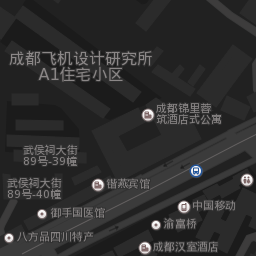 成都飞机设计研究所
A1住宅小区
成都锦里蓉
筑酒店式公寓
武侯祠大街
89号-39幢
武侯祠大街
89号-40幢
锴燕宾馆
御手国医馆
中国移动
渝富桥
八方品四川特产
成都汉室酒店